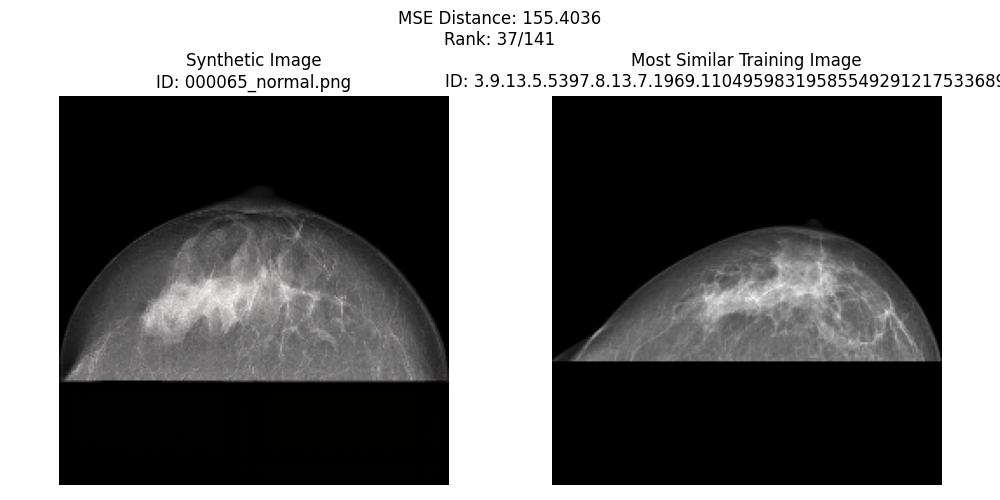 MSE Distance: 155.4036
Rank: 37/141
Synthetic Image
ID: 000065_normal.png
Most Similar Training Image
ID: 3.9.13.5.5397.8.13.7.1969.11049598319585549291217533689